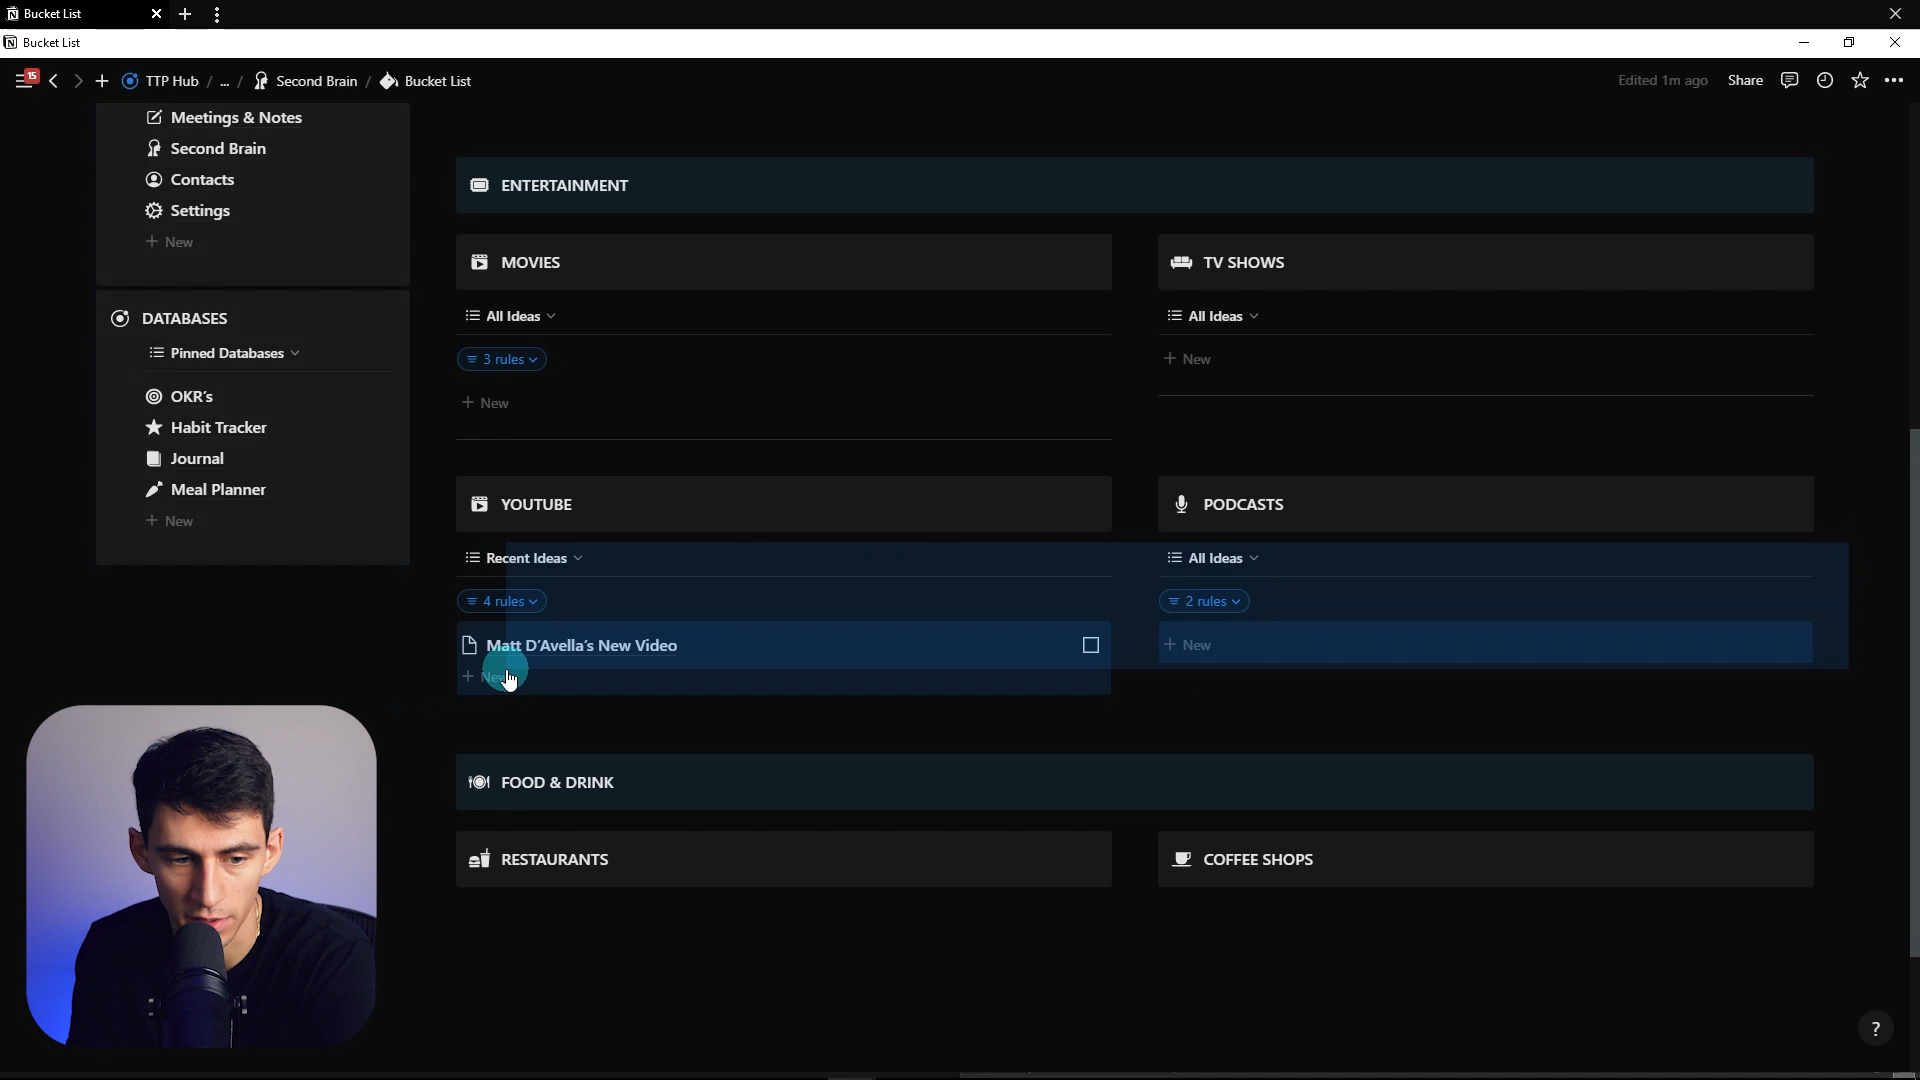 Bucket List
Bucket List
15
TTP Hub / ... / Second Brain / Bucket List
Edited 1m ago
Share
Meetings & Notes
Second Brain
Contacts
Settings
+ New
DATABASES
Pinned Databases
OKR's
Habit Tracker
Journal
Meal Planner
+ New
ENTERTAINMENT
MOVIES
All Ideas
3 rules
+ New
TV SHOWS
All Ideas
+ New
YOUTUBE
Recent Ideas
4 rules
Matt D'Avella's New Video
+ New
PODCASTS
All Ideas
2 rules
+ New
FOOD & DRINK
RESTAURANTS
COFFEE SHOPS
?